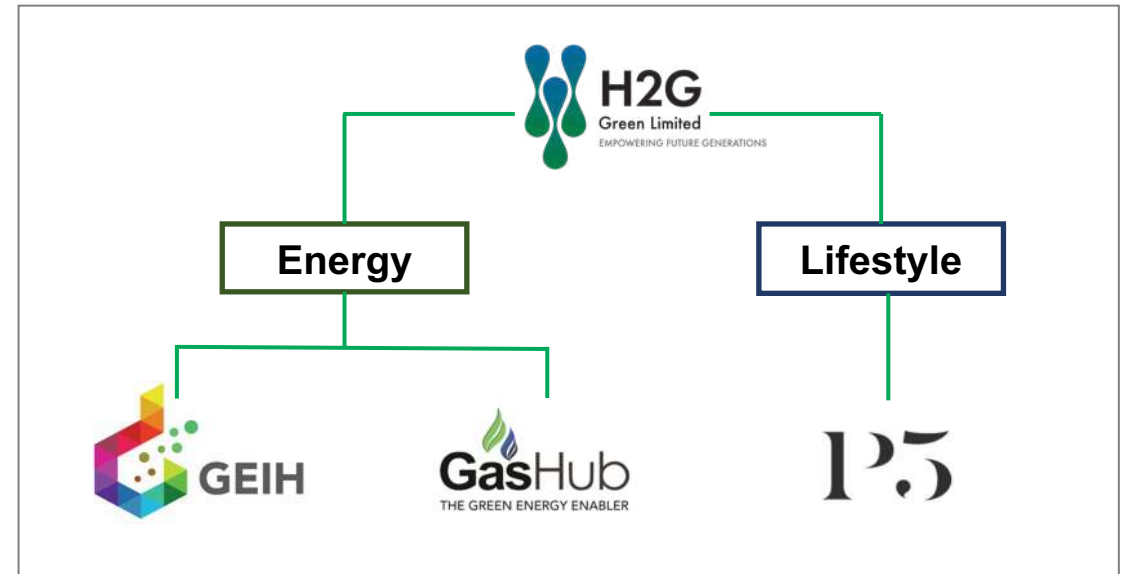 H2G
Green Limited
EMPOWERING FUTURE GENERATIONS
Energy
Lifestyle
GEIH
GasHub
THE GREEN ENERGY ENABLER
P5